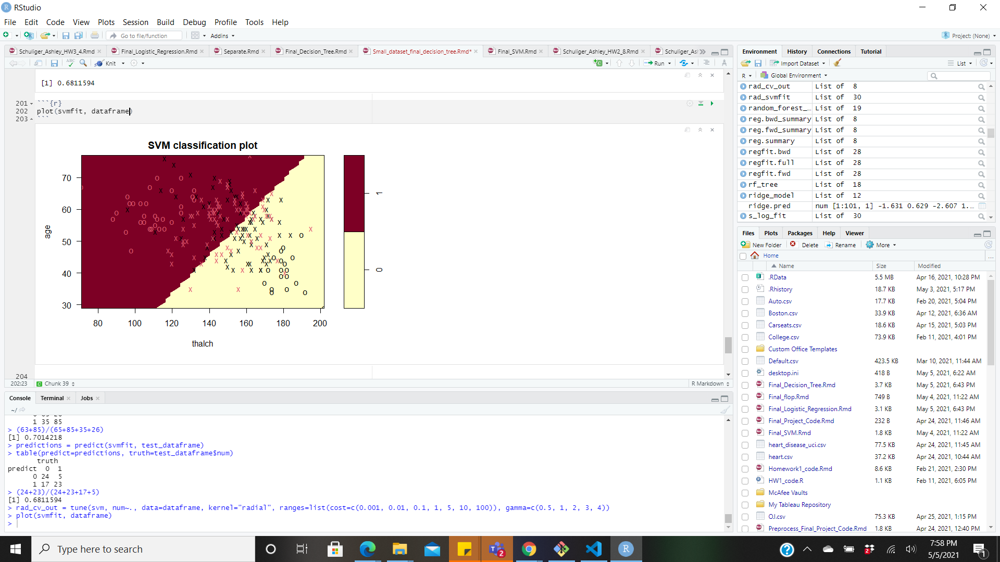 RStudio
File Edit Code View Plots Session Build Debug Profile Tools Help
Go to file/function Addins Project: (None)
Schuliger_Ashley_HW3_4.Rmd Final_Logistic_Regression.Rmd Separate.Rmd Final_Decision_Tree.Rmd Small_dataset_final_decision_tree.Rmd* Final_SVM.Rmd Schuliger_Ashley_HW2_8.Rmd Schuliger_As
ABC Knit Run
[1] 0.6811594
201 ```{r}
202 plot(svmfit, dataframe)
203 ```
SVM classification plot
70
60
50
40
30
age
80 100 120 140 160 180 200
thalch
1
0
204
202:23 Chunk 39 R Markdown
Console Terminal Jobs
~/
1 35 85
> (63+85)/(65+85+35+26)
[1] 0.7014218
> predictions = predict(svmfit, test_dataframe)
> table(predict=predictions, truth=test_dataframe$num)
truth
predict 0 1
0 24 5
1 17 23
> (24+23)/(24+23+17+5)
[1] 0.6811594
> rad_cv_out = tune(svm, num~., data=dataframe, kernel="radial", ranges=list(cost=c(0.001, 0.01, 0.1, 1, 5, 10, 100)), gamma=c(0.5, 1, 2, 3, 4))
> plot(svmfit, dataframe)
>
Environment History Connections Tutorial
Import Dataset List
R Global Environment
rad_cv_out List of 8
rad_svmfit List of 30
random_forest_… List of 19
reg.bwd_summary List of 8
reg.fwd_summary List of 8
reg.summary List of 8
regfit.bwd List of 28
regfit.full List of 28
regfit.fwd List of 28
rf_tree List of 18
ridge_model List of 12
ridge.pred num [1:101, 1] -1.631 0.629 -2.607 1.…
s_log_fit List of 30
Files Plots Packages Help Viewer
New Folder Delete Rename More
Home ...
Name Size Modified
.RData 5.5 MB Apr 16, 2021, 10:28 PM
.Rhistory 18.7 KB May 3, 2021, 5:17 PM
Auto.csv 17.7 KB Feb 20, 2021, 5:04 PM
Boston.csv 33.9 KB Apr 12, 2021, 6:36 AM
Carseats.csv 18.6 KB Apr 15, 2021, 5:03 PM
College.csv 73.9 KB Feb 11, 2021, 4:01 PM
Custom Office Templates
Default.csv 423.5 KB Mar 10, 2021, 11:44 AM
desktop.ini 418 B May 5, 2021, 6:22 AM
Final_Decision_Tree.Rmd 3.7 KB May 5, 2021, 6:43 PM
Final_flop.Rmd 749 B May 4, 2021, 11:22 AM
Final_Logistic_Regression.Rmd 3.1 KB May 5, 2021, 6:43 PM
Final_Project_Code.Rmd 232 B Apr 24, 2021, 11:46 AM
Final_SVM.Rmd 1.8 KB May 4, 2021, 11:22 AM
heart_disease_uci.csv 77.5 KB Apr 24, 2021, 11:45 AM
heart.csv 37.2 KB Apr 24, 2021, 10:44 AM
Homework1_code.Rmd 8.6 KB Feb 21, 2021, 2:30 PM
HW1_code.R 1.1 KB Feb 11, 2021, 6:05 PM
McAfee Vaults
My Tableau Repository
OJ.csv 75.3 KB Apr 25, 2021, 1:15 PM
Preprocess_Final_Project_Code.Rmd 1.8 KB Apr 24, 2021, 12:40 PM
Type here to search
7:58 PM
5/5/2021